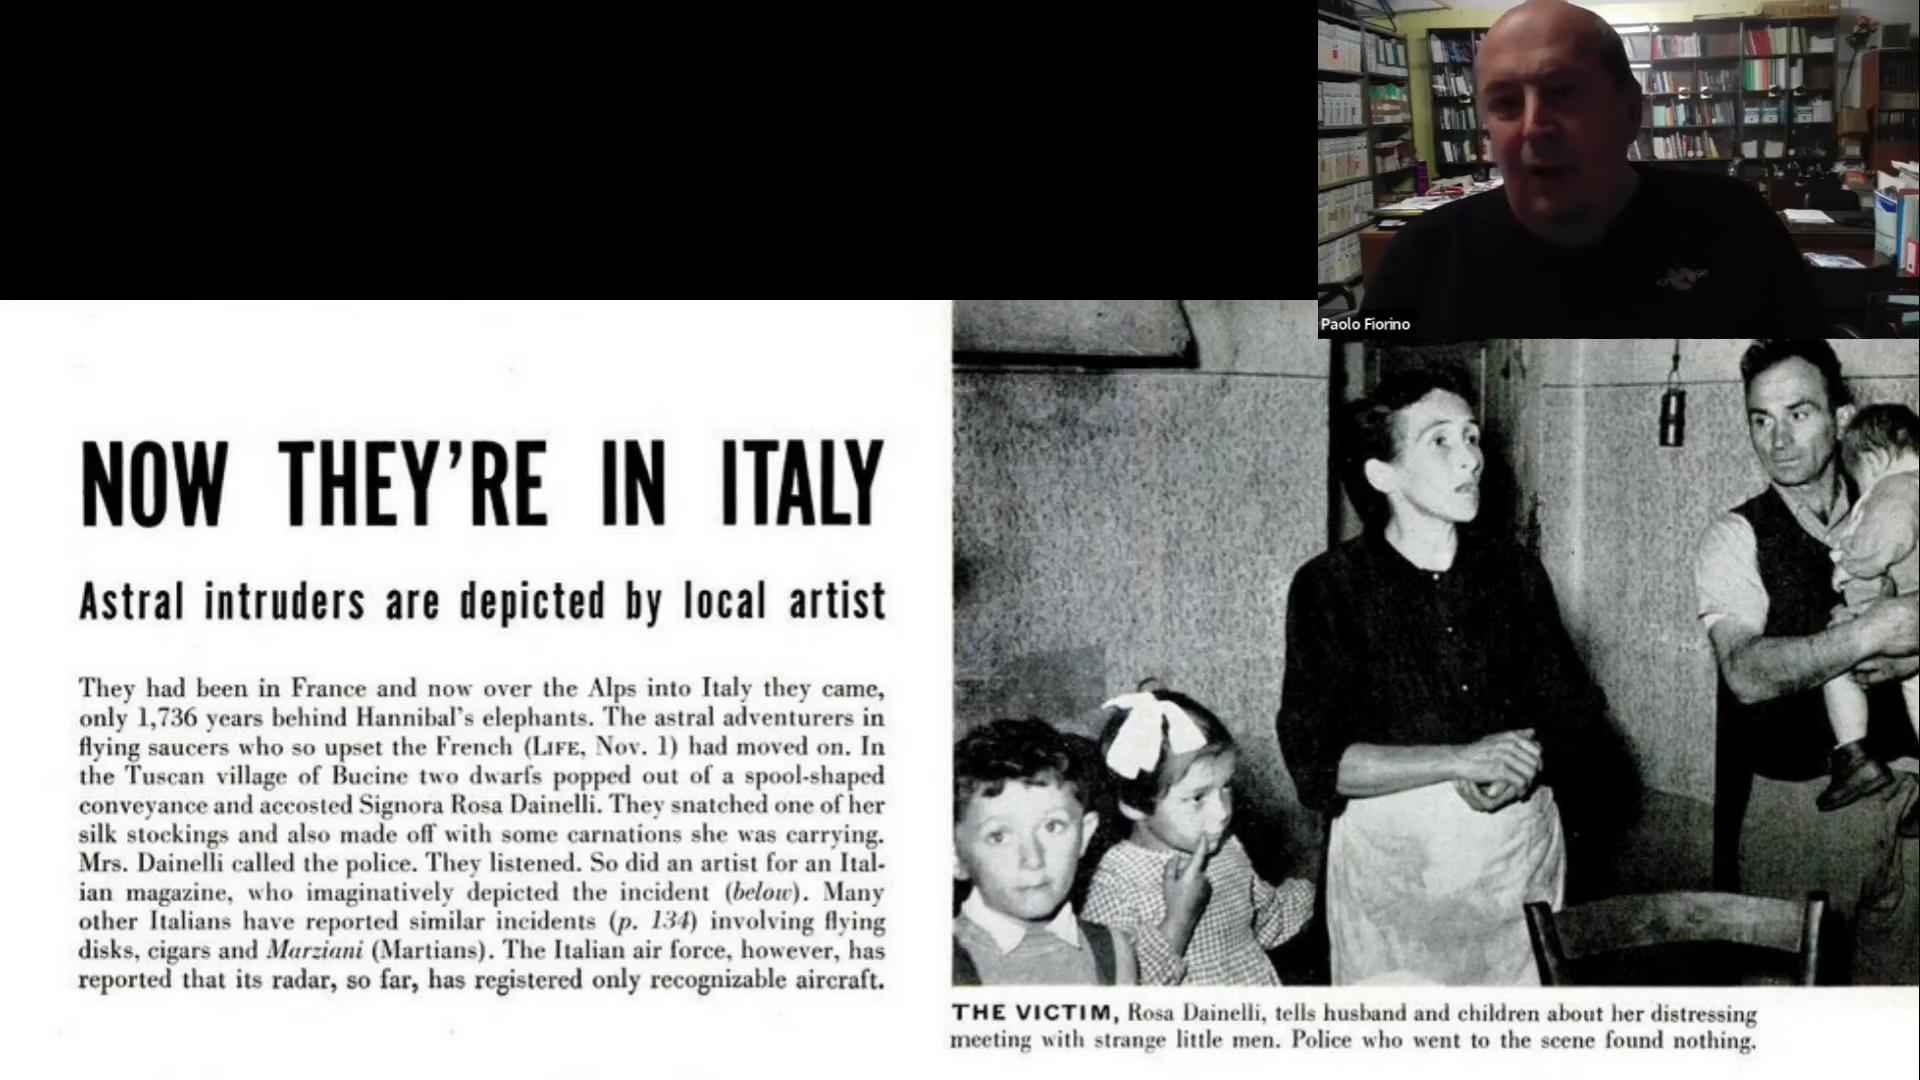 Paolo Fiorino
NOW THEY'RE IN ITALY
Astral intruders are depicted by local artist
They had been in France and now over the Alps into Italy they came,
only 1,736 years behind Hannibal's elephants. The astral adventurers in
flying saucers who so upset the French (LIFE, Nov. 1) had moved on. In
the Tuscan village of Bucine two dwarfs popped out of a spool-shaped
conveyance and accosted Signora Rosa Dainelli. They snatched one of her
silk stockings and also made off with some carnations she was carrying.
Mrs. Dainelli called the police. They listened. So did an artist for an Ital-
ian magazine, who imaginatively depicted the incident (below). Many
other Italians have reported similar incidents (p. 134) involving flying
disks, cigars and Marziani (Martians). The Italian air force, however, has
reported that its radar, so far, has registered only recognizable aircraft.
THE VICTIM, Rosa Dainelli, tells husband and children about her distressing
meeting with strange little men. Police who went to the scene found nothing.